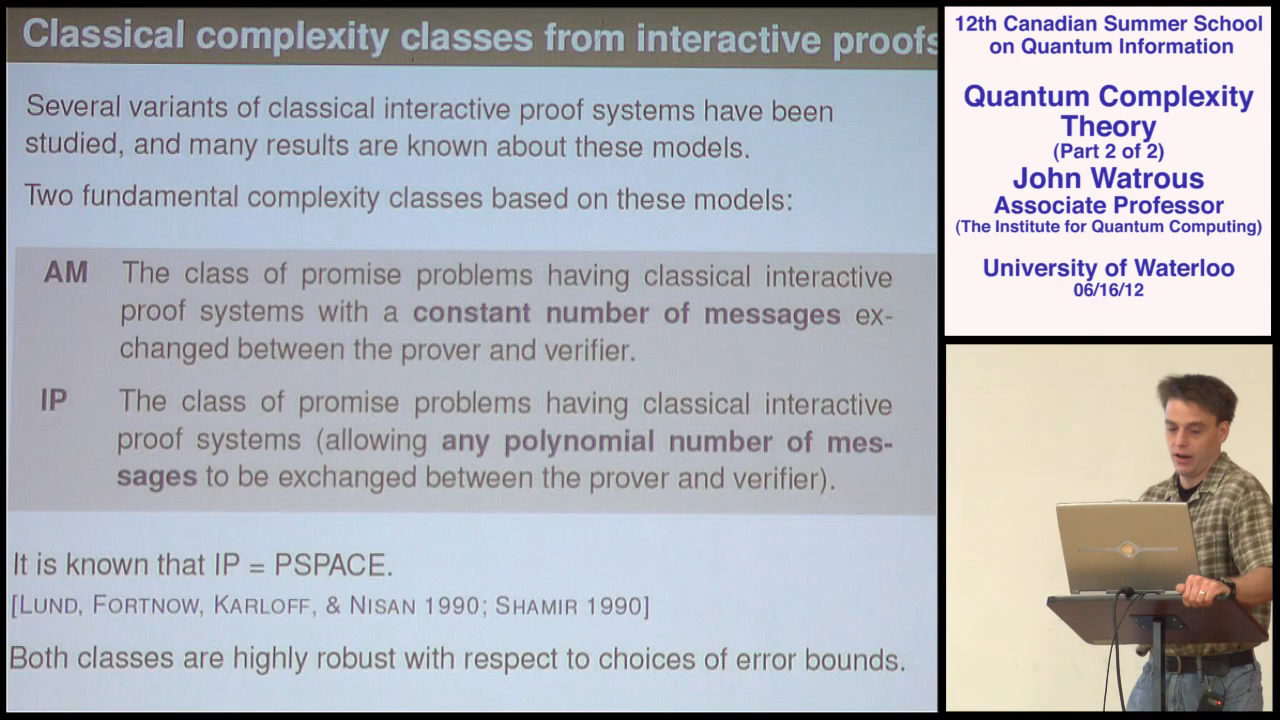 Classical complexity classes from interactive proofs
Several variants of classical interactive proof systems have been
studied, and many results are known about these models.
Two fundamental complexity classes based on these models:
AM The class of promise problems having classical interactive
proof systems with a constant number of messages ex-
changed between the prover and verifier.
IP The class of promise problems having classical interactive
proof systems (allowing any polynomial number of mes-
sages to be exchanged between the prover and verifier).
It is known that IP = PSPACE.
[LUND, FORTNOW, KARLOFF, & NISAN 1990; SHAMIR 1990]
Both classes are highly robust with respect to choices of error bounds.
12th Canadian Summer School
on Quantum Information
Quantum Complexity
Theory
(Part 2 of 2)
John Watrous
Associate Professor
(The Institute for Quantum Computing)
University of Waterloo
06/16/12